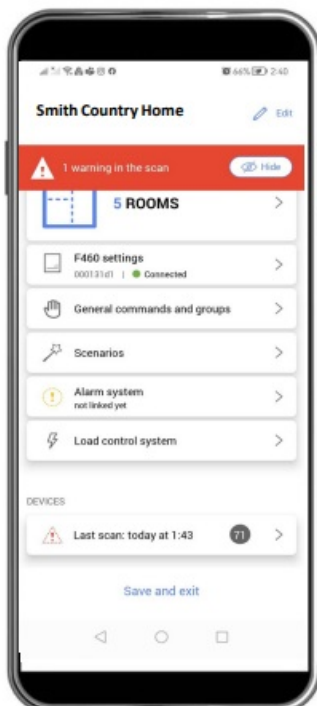 66% 2:40
Smith Country Home
Edit
1 warning in the scan
Hide
5 ROOMS
F460 settings
000131d1 | Connected
General commands and groups
Scenarios
Alarm system
not linked yet
Load control system
DEVICES
Last scan: today at 1:43 71
Save and exit